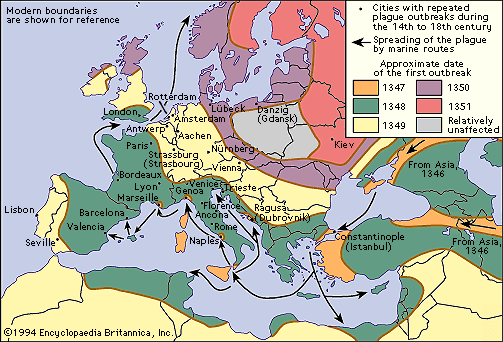 Modern boundaries
are shown for reference
Cities with repeated
plague outbreaks during
the 14th to 18th century
Spreading of the plague
by marine routes
Approximate date
of the first outbreak
1347
1350
1348
1351
1349
Relatively
unaffected
Rotterdam
Lübeck
Danzig
(Gdansk)
London
Amsterdam
Antwerp
Aachen
Paris
Nürnberg
Kiev
Strassburg
(Strasbourg)
Vienna
Bordeaux
Lyon
Venice
Trieste
Marseille
Genoa
From Asia,
1346
Florence
Ancona
Ragusa
(Dubrovnik)
Lisbon
Barcelona
Rome
Valencia
Constantinople
(Istanbul)
From Asia,
1346
Seville
Naples
©1994 Encyclopaedia Britannica, Inc.